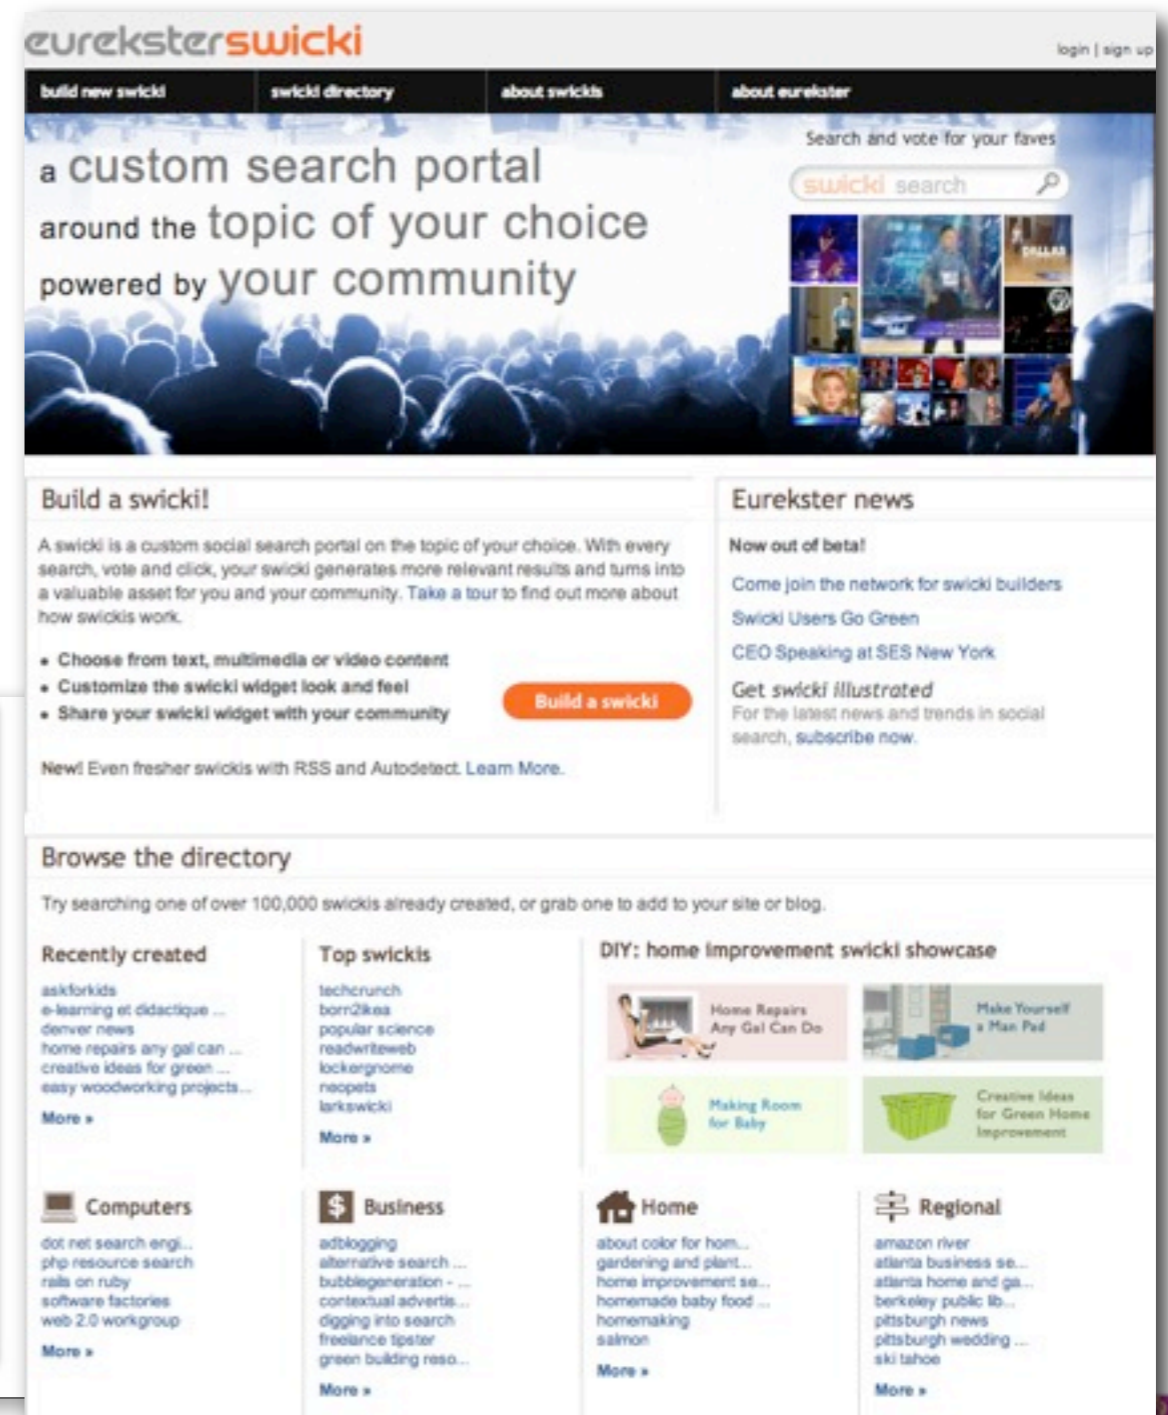 eureksterswicki
login | sign up
build new swicki
swicki directory
about swickis
about eurekster
a custom search portal
around the topic of your choice
powered by your community
Search and vote for your faves
swicki search
DALLAS
Build a swicki!
A swicki is a custom social search portal on the topic of your choice. With every
search, vote and click, your swicki generates more relevant results and turns into
a valuable asset for you and your community. Take a tour to find out more about
how swickis work.
• Choose from text, multimedia or video content
• Customize the swicki widget look and feel
• Share your swicki widget with your community
Build a swicki
New! Even fresher swickis with RSS and Autodetect. Learn More.
Eurekster news
Now out of beta!
Come join the network for swicki builders
Swicki Users Go Green
CEO Speaking at SES New York
Get swicki illustrated
For the latest news and trends in social
search, subscribe now.
Browse the directory
Try searching one of over 100,000 swickis already created, or grab one to add to your site or blog.
Recently created
askforkids
e-learning et didactique ...
denver news
home repairs any gal can ...
creative ideas for green ...
easy woodworking projects...
More »
Top swickis
techcrunch
born2ikea
popular science
readwriteweb
lockergnome
neopets
larkswicki
More »
DIY: home improvement swicki showcase
Home Repairs
Any Gal Can Do
Make Yourself
a Man Pad
Making Room
for Baby
Creative Ideas
for Green Home
Improvement
Computers
dot net search engi...
php resource search
rails on ruby
software factories
web 2.0 workgroup
More »
$ Business
adblogging
alternative search ...
bubblegeneration - ...
contextual advertis...
digging into search
freelance tipster
green building reso...
More »
Home
about color for hom...
gardening and plant...
home improvement se...
homemade baby food ...
homemaking
salmon
More »
Regional
amazon river
atlanta business se...
atlanta home and ga...
berkeley public lib...
pittsburgh news
pittsburgh wedding ...
ski tahoe
More »